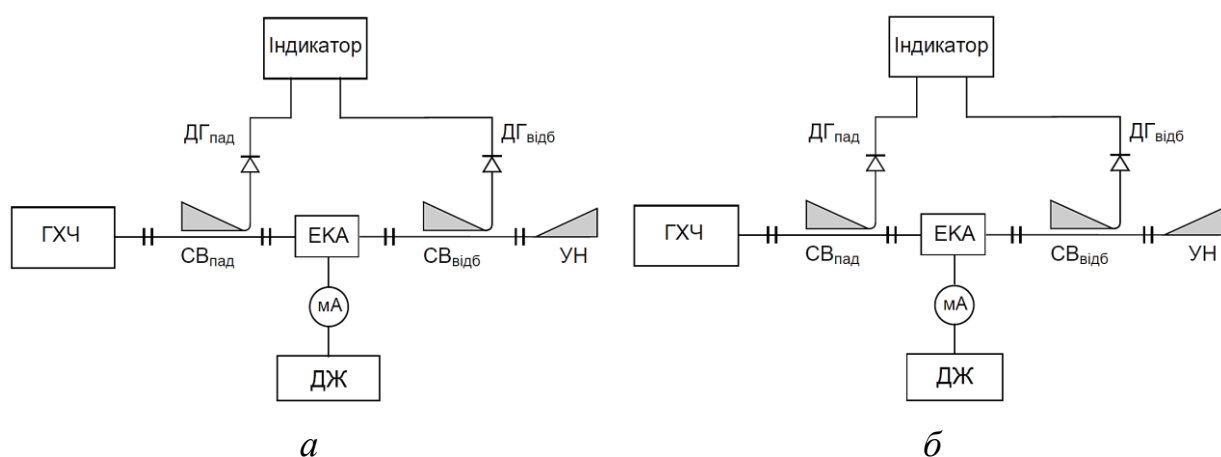 Індикатор
ДГпад
ДГвідб
ГХЧ
ЕКА
СВпад
СВвідб
УН
мА
ДЖ
а
Індикатор
ДГпад
ДГвідб
ГХЧ
ЕКА
СВпад
СВвідб
УН
мА
ДЖ
б